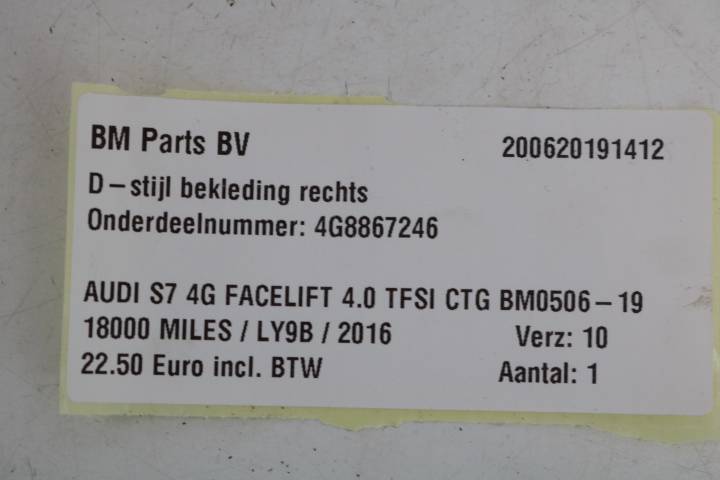 BM Parts BV 200620191412
D-stijl bekleding rechts
Onderdeelnummer: 4G8867246
AUDI S7 4G FACELIFT 4.0 TFSI CTG BM0506-19
18000 MILES / LY9B / 2016 Verz: 10
22.50 Euro incl. BTW Aantal: 1